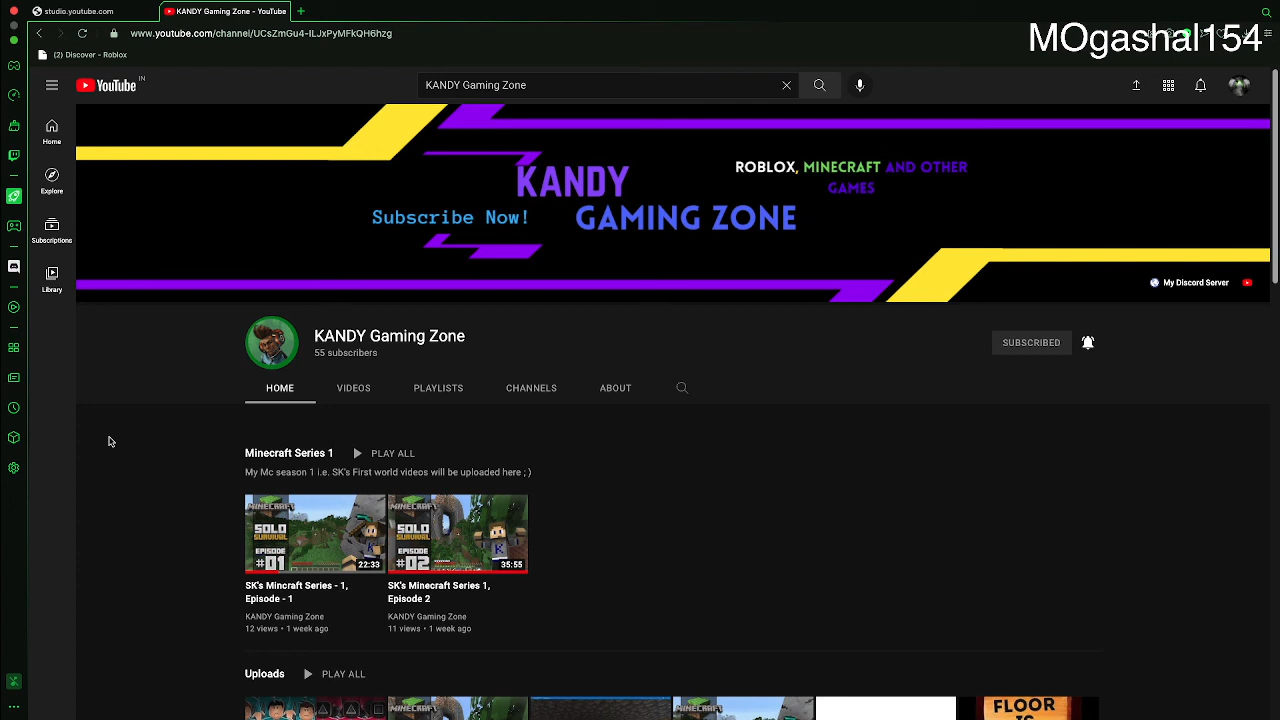 studio.youtube.com
KANDY Gaming Zone - YouTube
www.youtube.com/channel/UCsZmGu4-ILJxPyMFkQH6hzg
MOgasha1154
(2) Discover - Roblox
YouTube IN
KANDY Gaming Zone
Home
Explore
Subscriptions
Library
KANDY
GAMING ZONE
Subscribe Now!
ROBLOX, MINECRAFT AND OTHER
GAMES
My Discord Server
KANDY Gaming Zone
55 subscribers
SUBSCRIBED
HOME
VIDEOS
PLAYLISTS
CHANNELS
ABOUT
Minecraft Series 1
PLAY ALL
My Mc season 1 i.e. SK's First world videos will be uploaded here ; )
MINECRAFT
SOLO
SURVIVAL
EPISODE
#01
22:33
MINECRAFT
SOLO
SURVIVAL
EPISODE
#02
K
35:55
SK's Mincraft Series - 1,
Episode - 1
KANDY Gaming Zone
12 views • 1 week ago
SK's Minecraft Series 1,
Episode 2
KANDY Gaming Zone
11 views • 1 week ago
Uploads
PLAY ALL
MINECRAFT
MINECRAFT
FLOOR